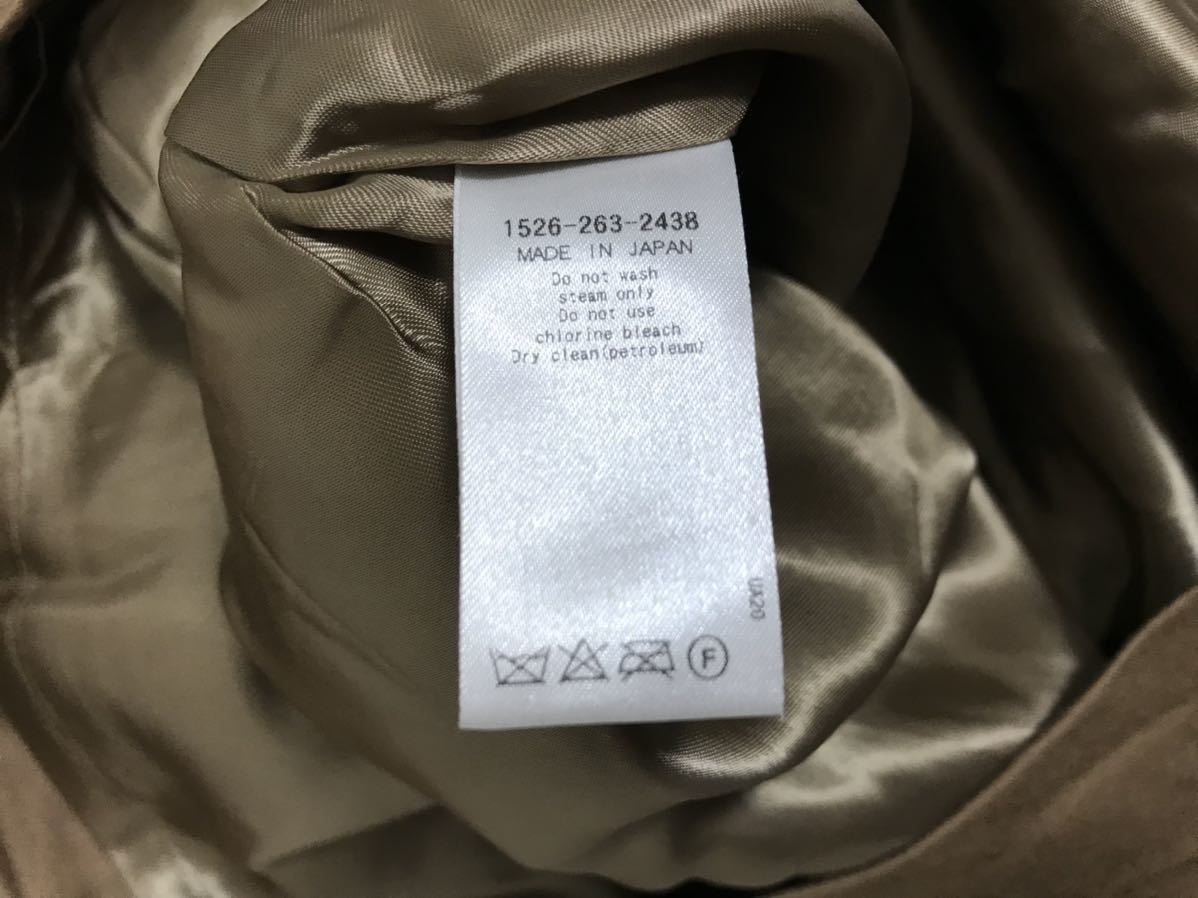 1526-263-2438
MADE IN JAPAN
Do not wash
steam only
Do not use
chlorine bleach
Dry clean(petroleum)
UA20
F